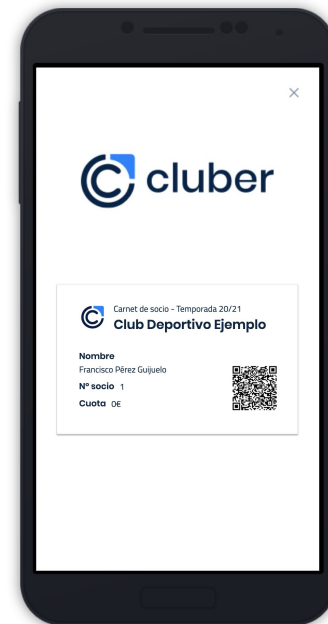 cluber
Carnet de socio - Temporada 20/21
Club Deportivo Ejemplo
Nombre
Francisco Pérez Guijuelo
Nº socio 1
Cuota 0€